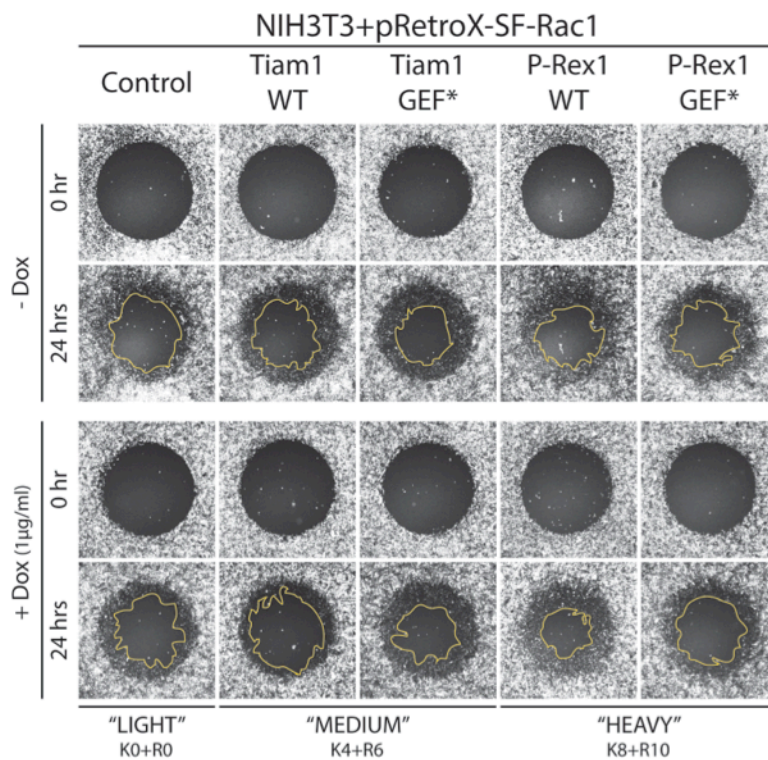 NIH3T3+pRetroX-SF-Rac1
Control
Tiam1
WT
Tiam1
GEF*
P-Rex1
WT
P-Rex1
GEF*
- Dox
0 hr
24 hrs
+ Dox (1μg/ml)
0 hr
24 hrs
“LIGHT”
K0+R0
“MEDIUM”
K4+R6
“HEAVY”
K8+R10